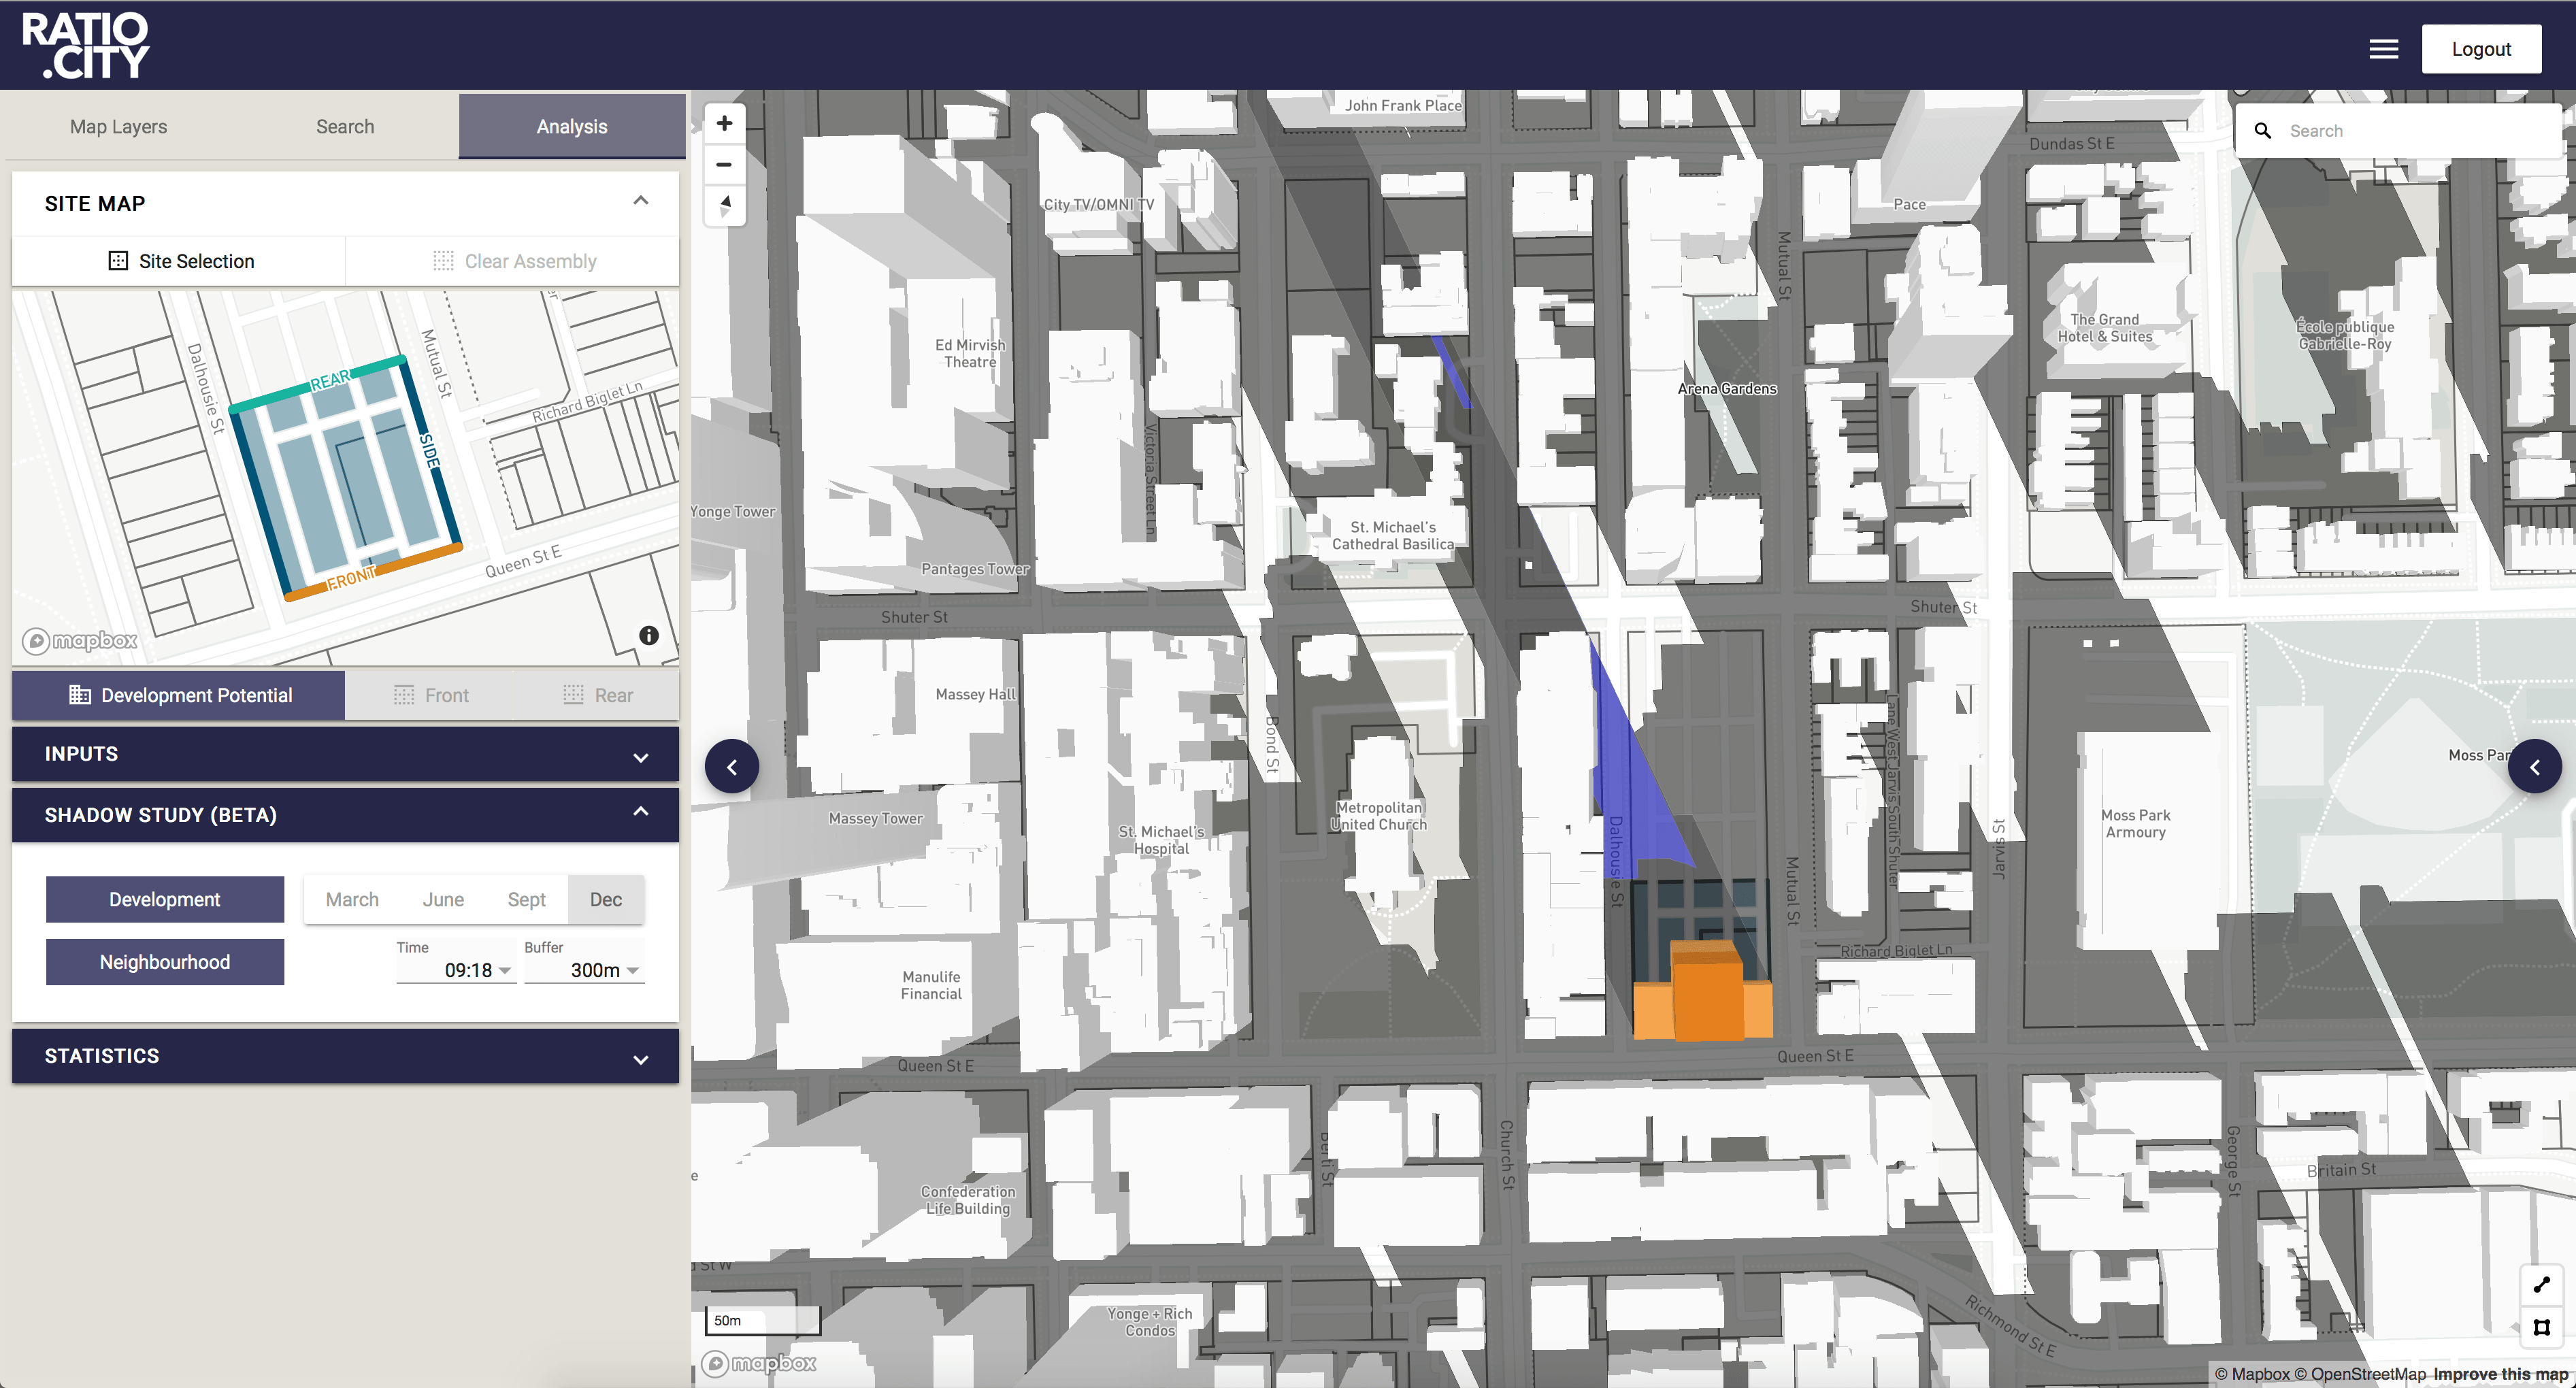 RATIO
.CITY
Logout
Map Layers
Search
Analysis
SITE MAP
Site Selection
Clear Assembly
Dalhousie St
Mutual St
REAR
SIDE
Richard Biglet Ln
FRONT
Queen St E
mapbox
Development Potential
Front
Rear
INPUTS
SHADOW STUDY (BETA)
Development
March
June
Sept
Dec
Neighbourhood
Time
09:18
Buffer
300m
STATISTICS
John Frank Place
Search
Dundas St E
City TV/OMNI TV
Pace
Mutual St
Ed Mirvish
Theatre
The Grand
Hotel & Suites
École publique
Gabrielle-Roy
Arena Gardens
Victoria Street Ln
Yonge Tower
St. Michael's
Cathedral Basilica
Pantages Tower
Shuter St
Shuter St
Massey Hall
Bond St
Lane West Jarvis South Shuter
Moss Par
Massey Tower
St. Michael's
Hospital
Metropolitan
United Church
Dalhousie St
Mutual St
Jarvis St
Moss Park
Armoury
Richard Biglet Ln
Manulife
Financial
Queen St E
Queen St E
Church St
George St
Britain St
Confederation
Life Building
d St W
Yonge + Rich
Condos
Richmond St E
50m
mapbox
© Mapbox © OpenStreetMap Improve this map